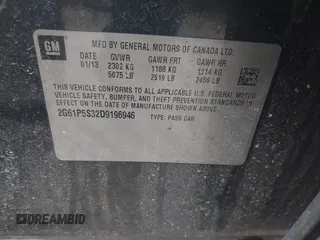 GM
MFD BY GENERAL MOTORS OF CANADA LTD.
DATE GVWR GAWR FRT GAWR RR
01/13 2302 KG 1188 KG 1114 KG
5075 LB 2619 LB 2456 LB
THIS VEHICLE CONFORMS TO ALL APPLICABLE U.S. FEDERAL MOTOR
VEHICLE SAFETY, BUMPER, AND THEFT PREVENTION STANDARDS IN
EFFECT ON THE DATE OF MANUFACTURE SHOWN ABOVE.
2G61P5S32D9196946 TYPE: PASS CAR
DREAMBID